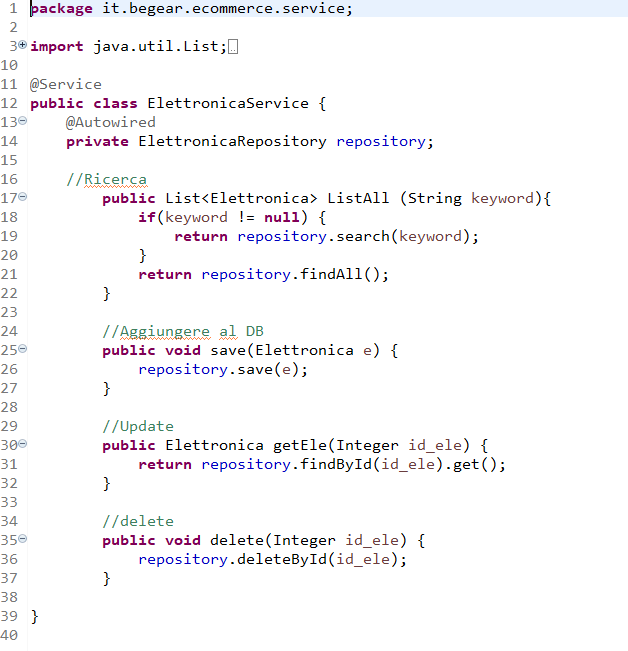 1 package it.begear.ecommerce.service;
2
3 import java.util.List;
10
11 @Service
12 public class ElettronicaService {
13 @Autowired
14 private ElettronicaRepository repository;
15
16 //Ricerca
17 public List<Elettronica> ListAll (String keyword){
18 if(keyword != null) {
19 return repository.search(keyword);
20 }
21 return repository.findAll();
22 }
23
24 //Aggiungere al DB
25 public void save(Elettronica e) {
26 repository.save(e);
27 }
28
29 //Update
30 public Elettronica getEle(Integer id_ele) {
31 return repository.findById(id_ele).get();
32 }
33
34 //delete
35 public void delete(Integer id_ele) {
36 repository.deleteById(id_ele);
37 }
38
39 }
40